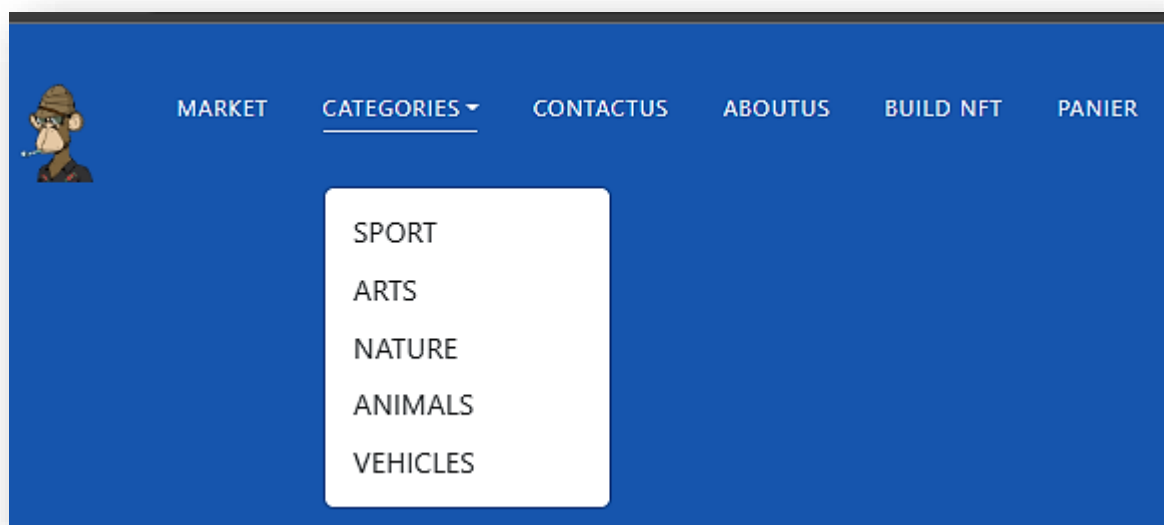 MARKET CATEGORIES CONTACTUS ABOUTUS BUILD NFT PANIER
SPORT
ARTS
NATURE
ANIMALS
VEHICLES